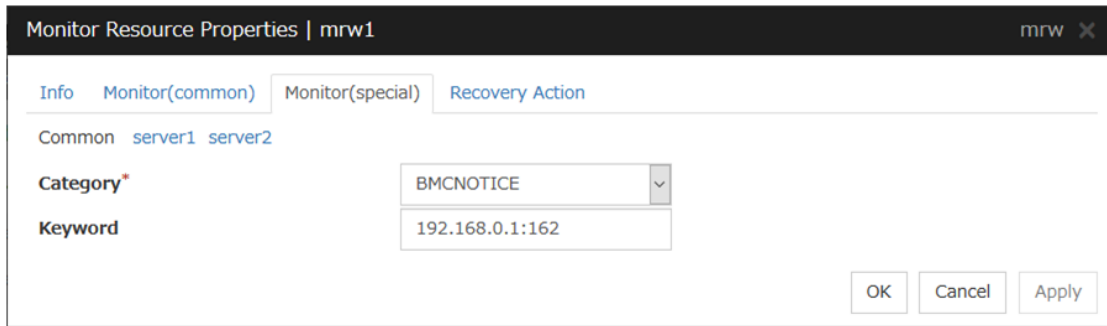 Monitor Resource Properties | mrw1 mrw ×
Info Monitor(common) Monitor(special) Recovery Action
Common server1 server2
Category* BMCNOTICE
Keyword 192.168.0.1:162
OK Cancel Apply